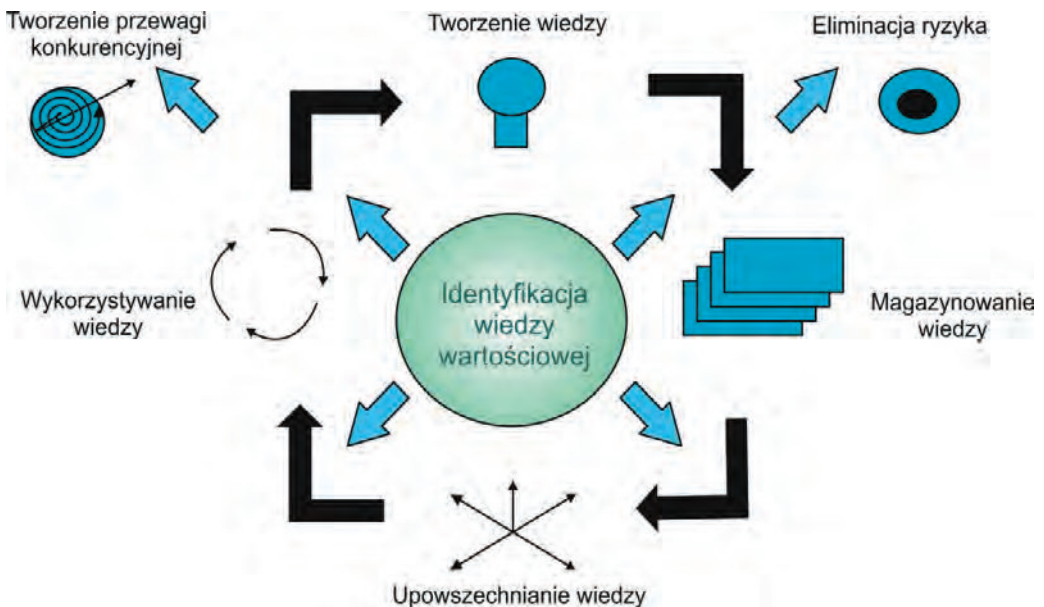 Tworzenie przewagi
konkurencyjnej
Tworzenie wiedzy
Eliminacja ryzyka
Wykorzystywanie
wiedzy
Identyfikacja
wiedzy
wartościowej
Magazynowanie
wiedzy
Upowszechnianie wiedzy